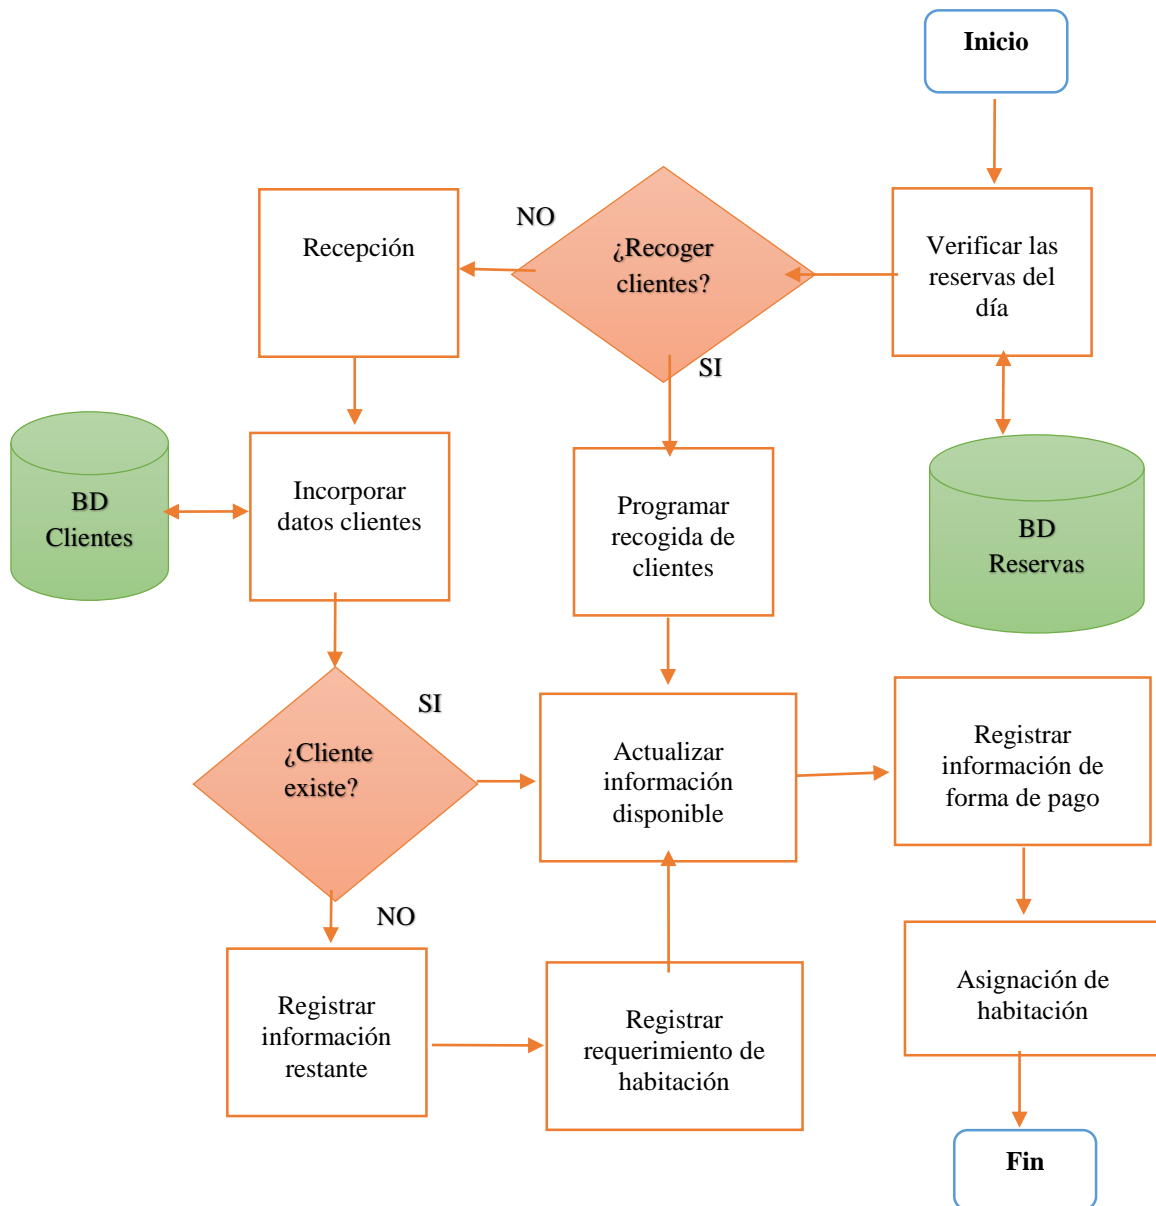 Inicio
NO
Recepción
¿Recoger
clientes?
Verificar las
reservas del
día
SI
BD
Clientes
Incorporar
datos clientes
Programar
recogida de
clientes
BD
Reservas
SI
¿Cliente
existe?
Actualizar
información
disponible
Registrar
información de
forma de pago
NO
Registrar
información
restante
Registrar
requerimiento de
habitación
Asignación de
habitación
Fin